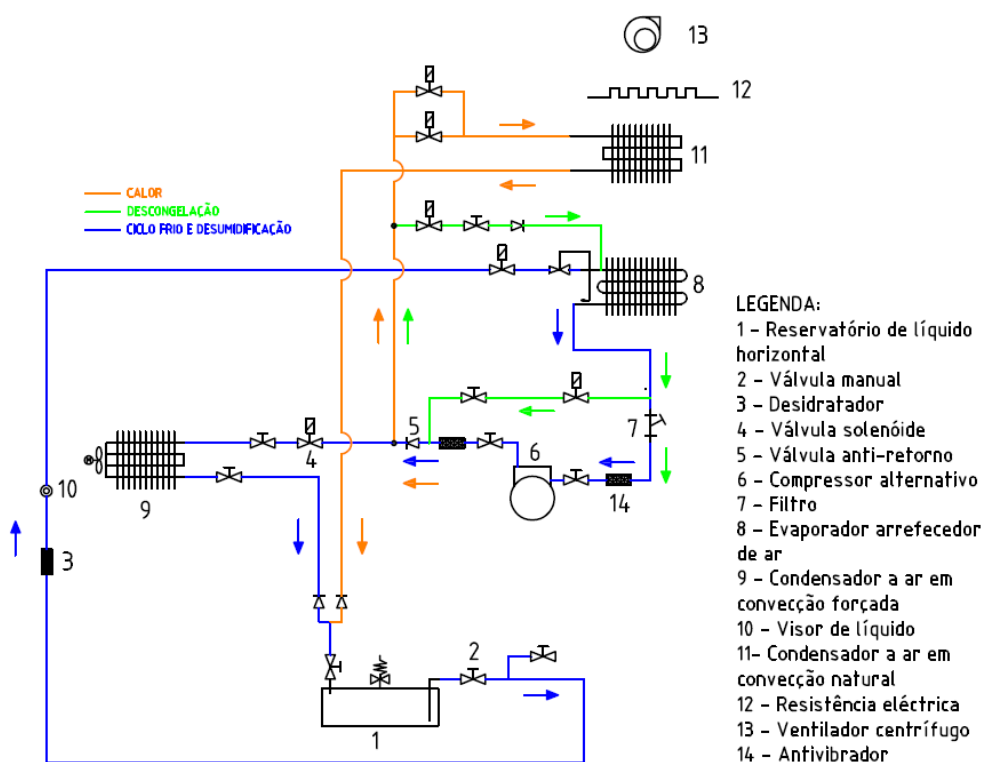 13
12
11
CALOR
DESCONGELAÇÃO
CICLO FRIO E DESUMIDIFICAÇÃO
8
5
4
7
6
10
9
14
3
2
1
LEGENDA:
1 - Reservatório de líquido
horizontal
2 - Válvula manual
3 - Desidratador
4 - Válvula solenóide
5 - Válvula anti-retorno
6 - Compressor alternativo
7 - Filtro
8 - Evaporador arrefecedor
de ar
9 - Condensador a ar em
convecção forçada
10 - Visor de líquido
11- Condensador a ar em
convecção natural
12 - Resistência eléctrica
13 - Ventilador centrífugo
14 - Antivibrador